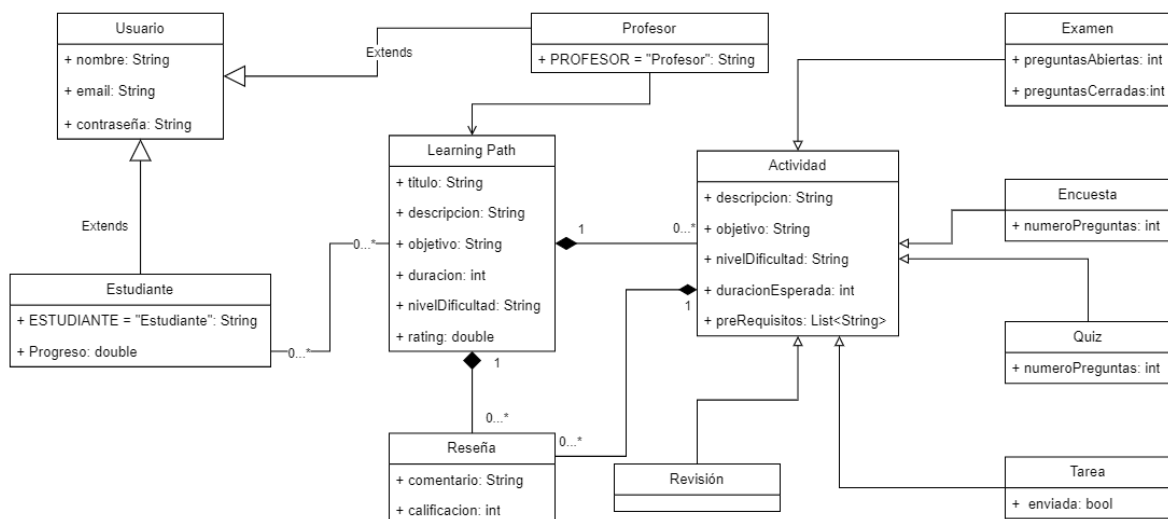 Usuario
+ nombre: String
+ email: String
+ contraseña: String
Extends
Profesor
+ PROFESOR = "Profesor": String
Examen
+ preguntasAbiertas: int
+ preguntasCerradas:int
Extends
Learning Path
+ titulo: String
+ descripcion: String
+ objetivo: String
+ duracion: int
+ nivelDificultad: String
+ rating: double
1
0...*
Actividad
+ descripcion: String
+ objetivo: String
+ nivelDificultad: String
+ duracionEsperada: int
+ preRequisitos: List<String>
Encuesta
+ numeroPreguntas: int
0...*
Estudiante
+ ESTUDIANTE = "Estudiante": String
+ Progreso: double
0...*
1
1
Quiz
+ numeroPreguntas: int
0...*
0...*
Reseña
+ comentario: String
+ calificacion: int
Revisión
Tarea
+ enviada: bool